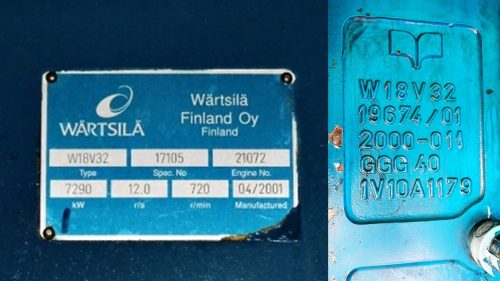 WÄRTSILÄ
Wärtsilä
Finland Oy
Finland
W18V32 17105 21072
Type Spec. No Engine No.
7290 12.0 720 04/2001
kW r/s r/min Manufactured
W18V32
19674/01
2000-011
GGG 40
1V10A1179